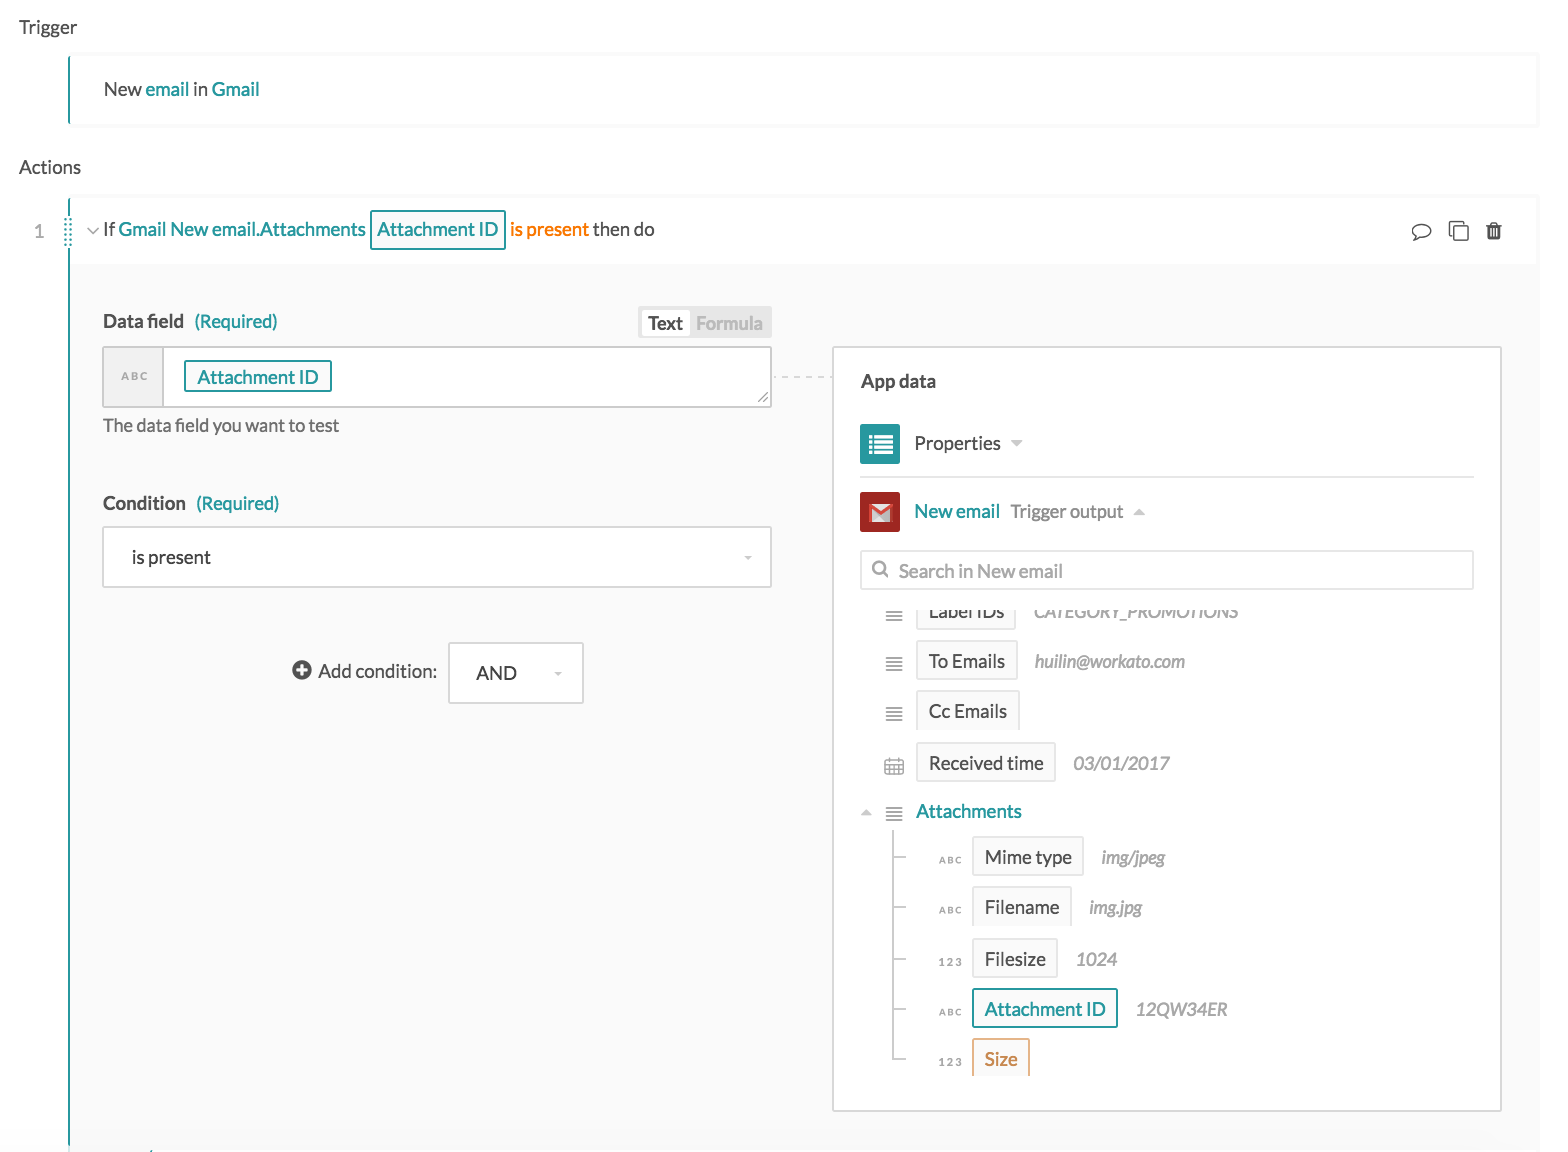 Trigger
New email in Gmail
Actions
1 If Gmail New email.Attachments Attachment ID is present then do
Data field (Required) Text Formula
ABC Attachment ID
The data field you want to test
Condition (Required)
is present
Add condition: AND
App data
Properties
New email Trigger output
Search in New email
Label IDs CATEGORY_PROMOTIONS
To Emails huilin@workato.com
Cc Emails
Received time 03/01/2017
Attachments
ABC Mime type img/jpeg
ABC Filename img.jpg
123 Filesize 1024
ABC Attachment ID 12QW34ER
123 Size